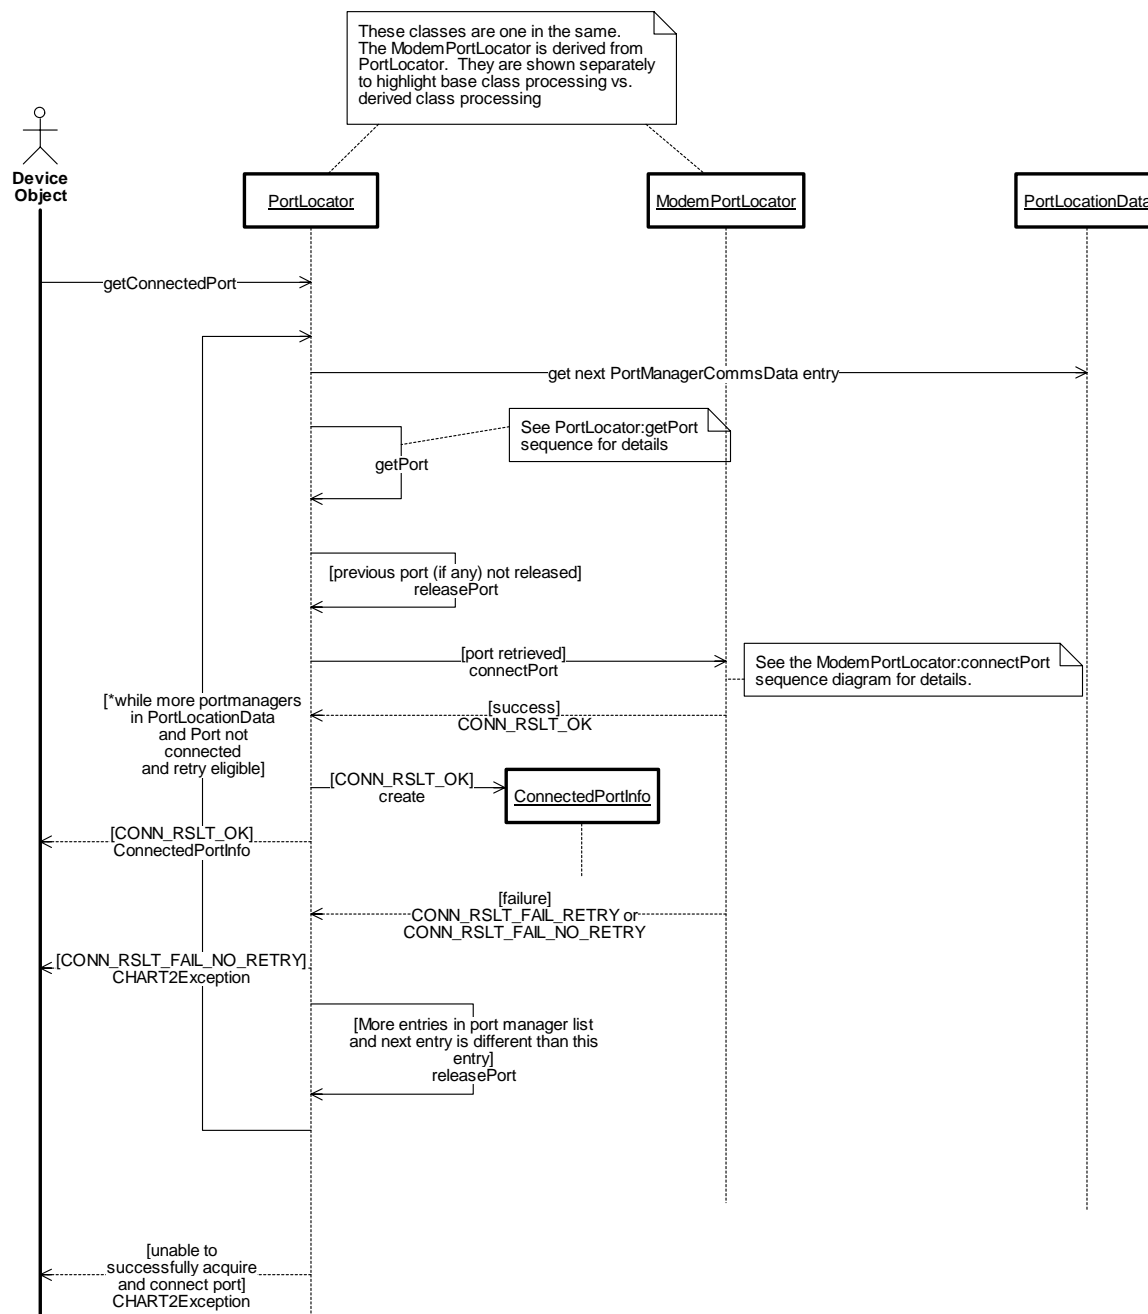 These classes are one in the same.
The ModemPortLocator is derived from
PortLocator. They are shown separately
to highlight base class processing vs.
derived class processing
Device
Object
PortLocator
ModemPortLocator
PortLocationData
getConnectedPort
get next PortManagerCommsData entry
See PortLocator:getPort
sequence for details
getPort
[previous port (if any) not released]
releasePort
[port retrieved]
connectPort
See the ModemPortLocator:connectPort
sequence diagram for details.
[*while more portmanagers
in PortLocationData
and Port not
connected
and retry eligible]
[success]
CONN_RSLT_OK
[CONN_RSLT_OK]
create
ConnectedPortInfo
[CONN_RSLT_OK]
ConnectedPortInfo
[failure]
CONN_RSLT_FAIL_RETRY or
CONN_RSLT_FAIL_NO_RETRY
[CONN_RSLT_FAIL_NO_RETRY]
CHART2Exception
[More entries in port manager list
and next entry is different than this
entry]
releasePort
[unable to
successfully acquire
and connect port]
CHART2Exception